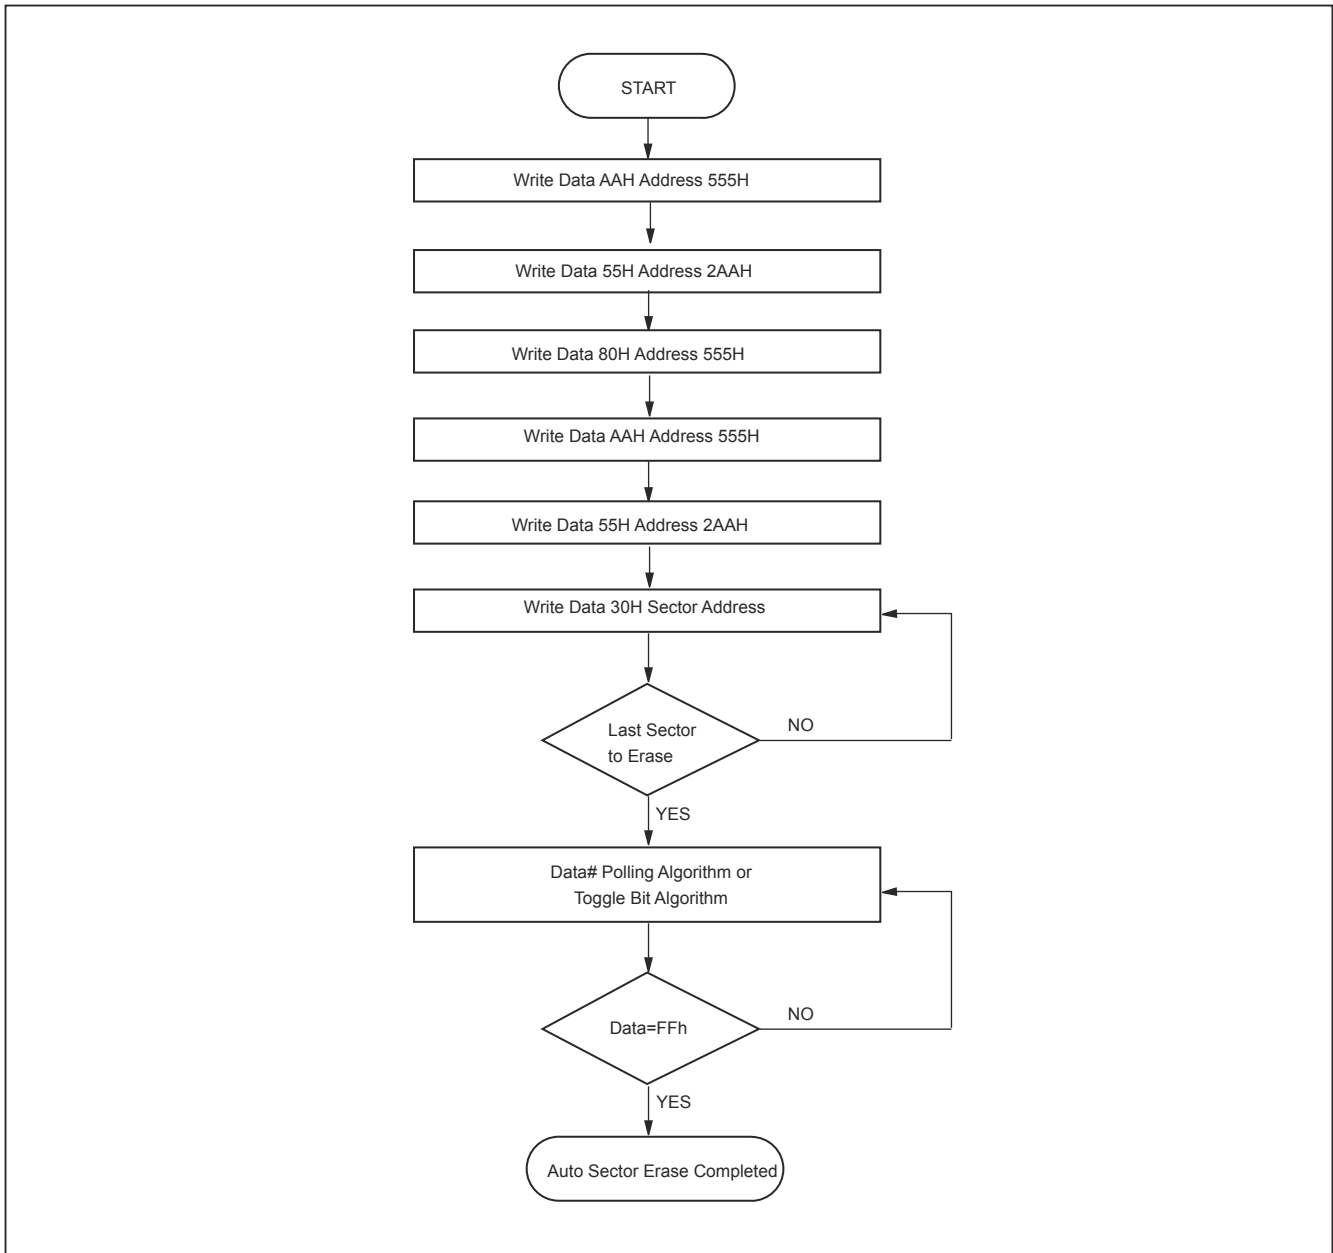 START
Write Data AAH Address 555H
Write Data 55H Address 2AAH
Write Data 80H Address 555H
Write Data AAH Address 555H
Write Data 55H Address 2AAH
Write Data 30H Sector Address
Last Sector
to Erase
NO
YES
Data# Polling Algorithm or
Toggle Bit Algorithm
Data=FFh
NO
YES
Auto Sector Erase Completed